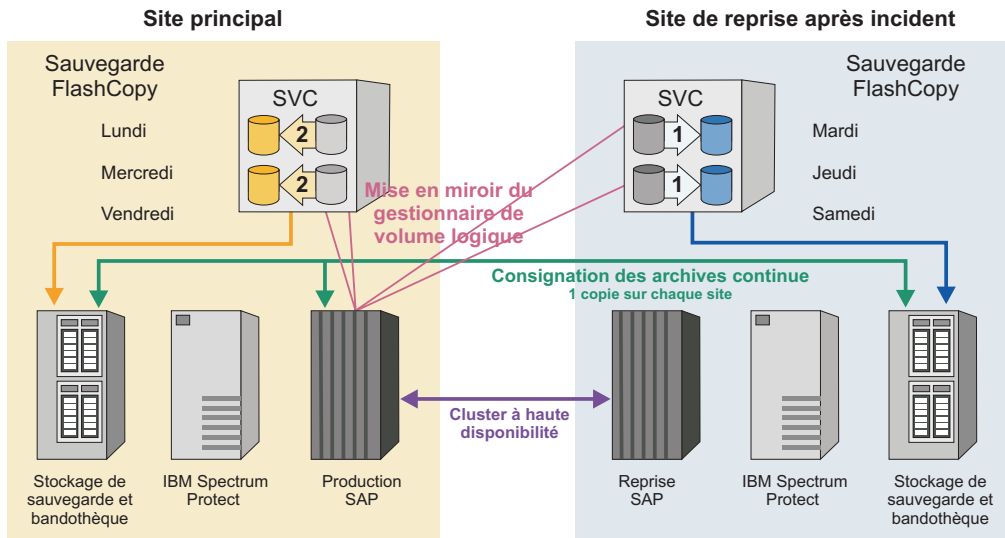 Site principal
Site de reprise après incident
Sauvegarde
FlashCopy
Lundi
Mercredi
Vendredi
SVC
2
2
SVC
1
1
Sauvegarde
FlashCopy
Mardi
Jeudi
Samedi
Mise en miroir du
gestionnaire de
volume logique
Consignation des archives continue
1 copie sur chaque site
Cluster à haute
disponibilité
Stockage de
sauvegarde et
bandothèque
IBM Spectrum
Protect
Production
SAP
Reprise
SAP
IBM Spectrum
Protect
Stockage de
sauvegarde et
bandothèque